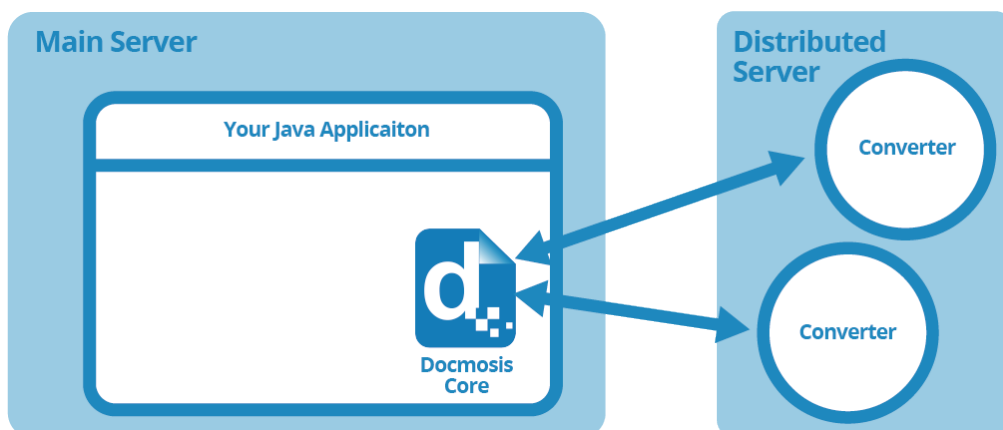 Main Server
Your Java Applicaiton
d
Docmosis
Core
Distributed
Server
Converter
Converter